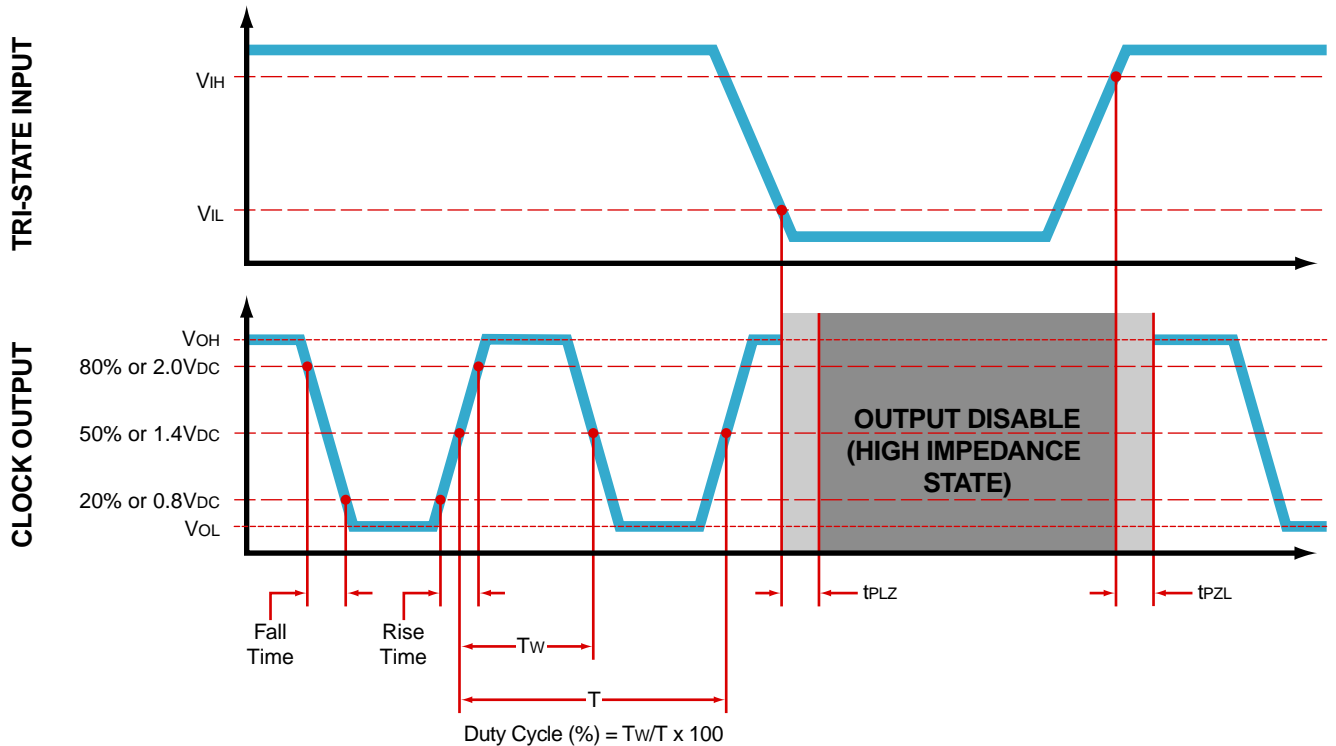 TRI-STATE INPUT
VIH
VIL
CLOCK OUTPUT
VOH
80% or 2.0VDC
50% or 1.4VDC
20% or 0.8VDC
VOL
OUTPUT DISABLE
(HIGH IMPEDANCE
STATE)
tPLZ
tPZL
Fall
Time
Rise
Time
TW
T
Duty Cycle (%) = TW/T x 100